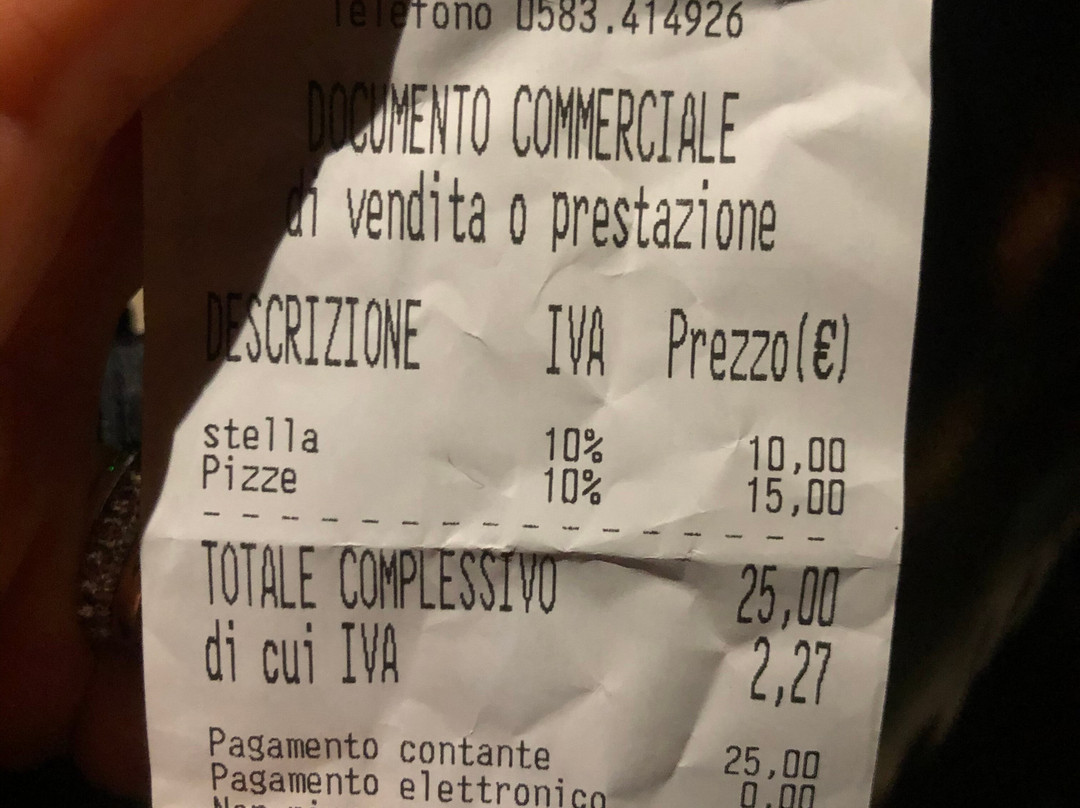 Telefono 0583.414926
DOCUMENTO COMMERCIALE
di vendita o prestazione
DESCRIZIONE IVA Prezzo(€)
stella 10% 10,00
Pizze 10% 15,00
TOTALE COMPLESSIVO 25,00
di cui IVA 2,27
Pagamento contante 25,00
Pagamento elettronico 0,00
Non